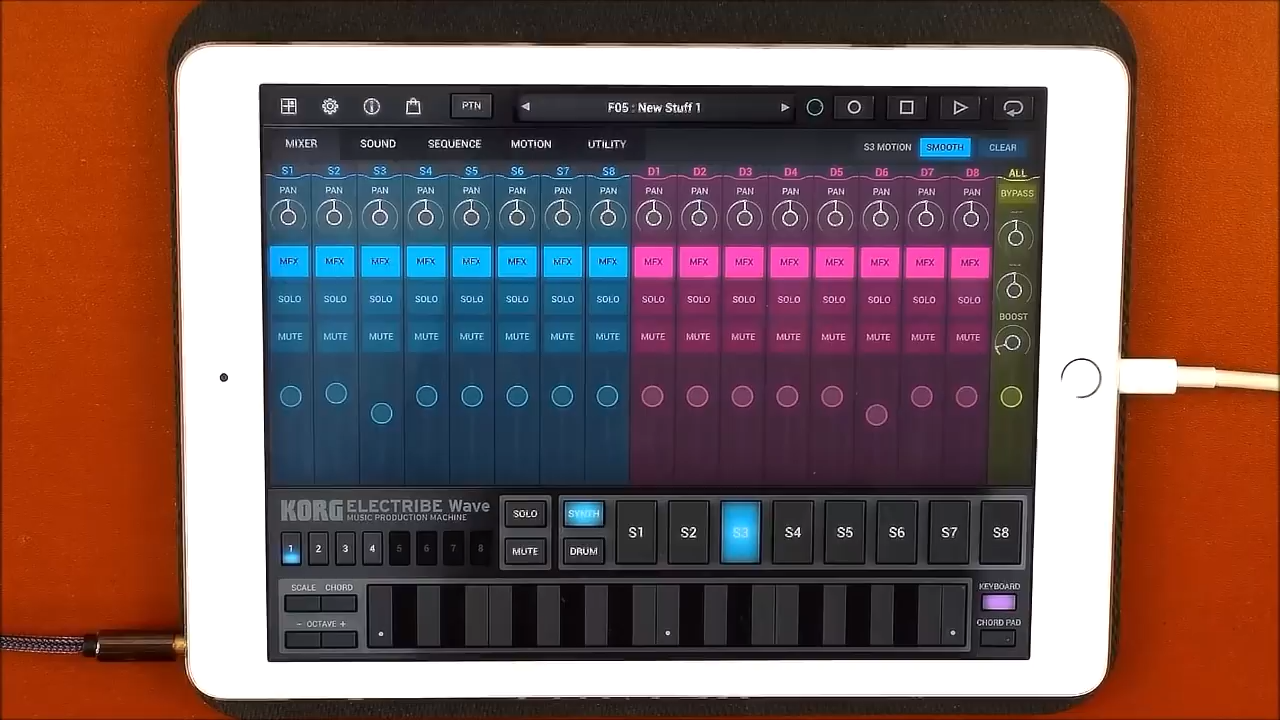 PTN F05 : New Stuff 1
MIXER SOUND SEQUENCE MOTION UTILITY S3 MOTION SMOOTH CLEAR
S1 S2 S3 S4 S5 S6 S7 S8 D1 D2 D3 D4 D5 D6 D7 D8 ALL
PAN PAN PAN PAN PAN PAN PAN PAN PAN PAN PAN PAN PAN PAN PAN PAN BYPASS
MFX MFX MFX MFX MFX MFX MFX MFX MFX MFX MFX MFX MFX MFX MFX MFX
SOLO SOLO SOLO SOLO SOLO SOLO SOLO SOLO SOLO SOLO SOLO SOLO SOLO SOLO SOLO SOLO
BOOST
MUTE MUTE MUTE MUTE MUTE MUTE MUTE MUTE MUTE MUTE MUTE MUTE MUTE MUTE MUTE MUTE
KORG ELECTRIBE Wave
MUSIC PRODUCTION MACHINE
SOLO SYNTH
S1 S2 S3 S4 S5 S6 S7 S8
1 2 3 4 5 6 7 8
MUTE DRUM
SCALE CHORD KEYBOARD
- OCTAVE + CHORD PAD